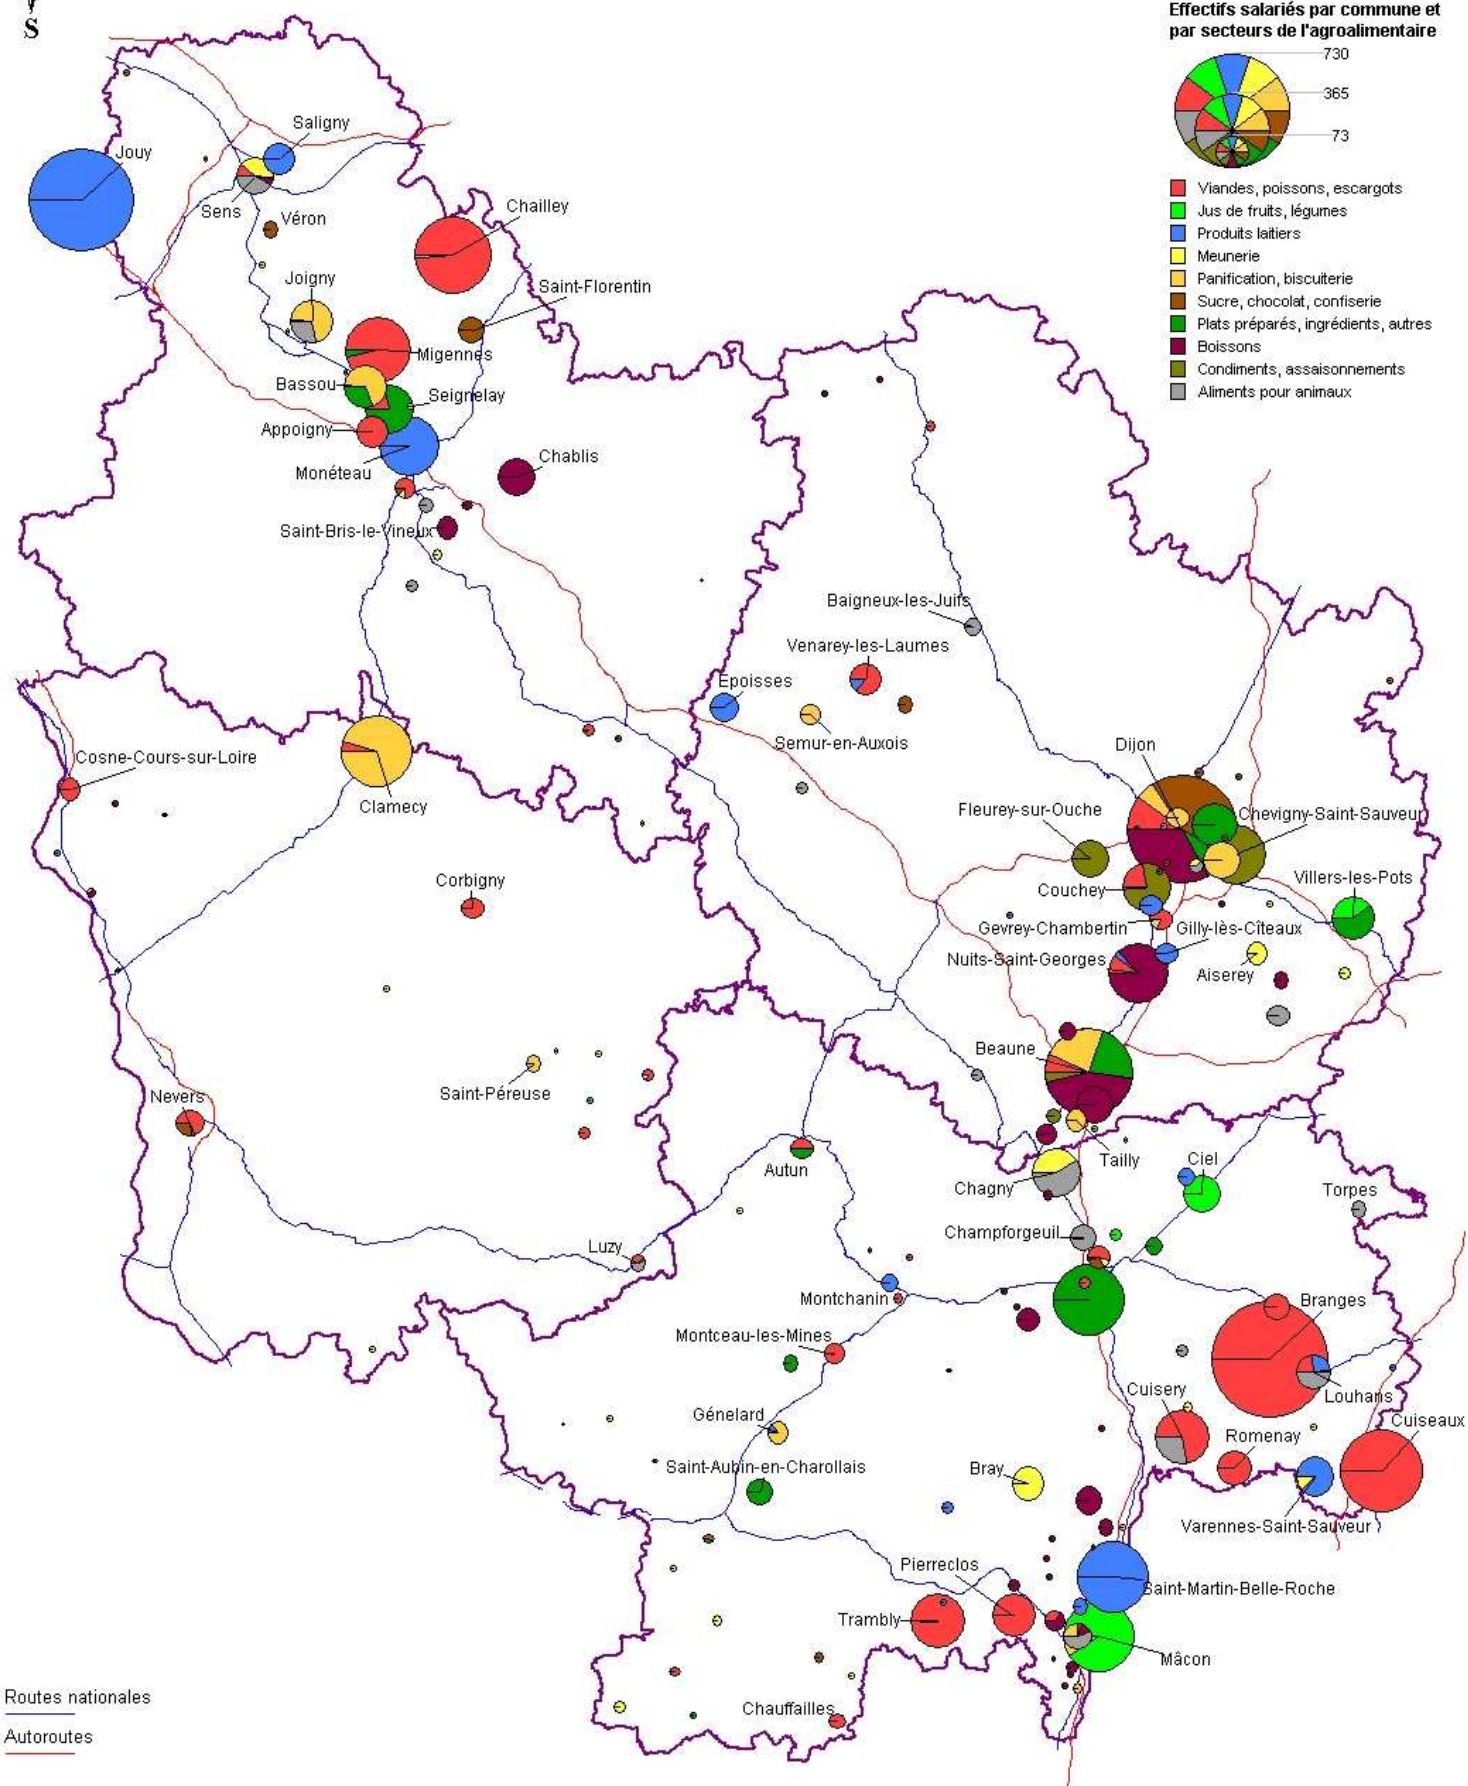 S
Effectifs salariés par commune et
par secteurs de l'agroalimentaire
730
365
73
Viandes, poissons, escargots
Jus de fruits, légumes
Produits laitiers
Meunerie
Panification, biscuiterie
Sucre, chocolat, confiserie
Plats préparés, ingrédients, autres
Boissons
Condiments, assaisonnements
Aliments pour animaux
Saligny
Jouy
Sens
Véron
Chailley
Joigny
Saint-Florentin
Migennes
Bassou
Seignelay
Appoigny
Monéteau
Chablis
Saint-Bris-le-Vineux
Baigneux-les-Juifs
Venarey-les-Laumes
Epoisses
Semur-en-Auxois
Cosne-Cours-sur-Loire
Clamecy
Dijon
Fleurey-sur-Ouche
Chevigny-Saint-Sauveur
Corbigny
Couchey
Villers-les-Pots
Gevrey-Chambertin
Gilly-lès-Cîteaux
Nuits-Saint-Georges
Aiserey
Beaune
Saint-Péreuse
Nevers
Autun
Tailly
Ciel
Chagny
Torpes
Champforgeuil
Luzy
Montchanin
Branges
Montceau-les-Mines
Louhans
Cuisery
Cuiseaux
Génelard
Romenay
Saint-Aubin-en-Charollais
Bray
Varennes-Saint-Sauveur
Pierreclos
Saint-Martin-Belle-Roche
Trambly
Mâcon
Chauffailles
Routes nationales
Autoroutes